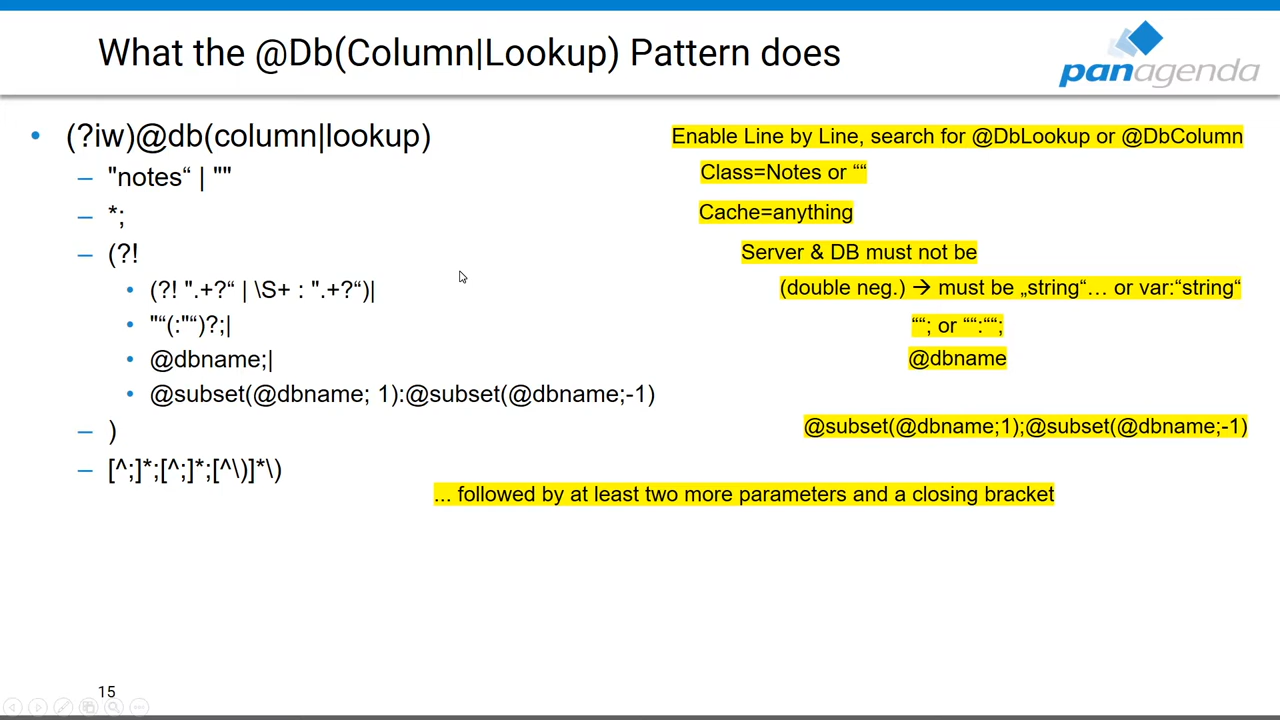 What the @Db(Column|Lookup) Pattern does
panagenda
• (?iw)@db(column|lookup)
Enable Line by Line, search for @DbLookup or @DbColumn
– "notes“ | ""
Class=Notes or ““
– *;
Cache=anything
– (?!
Server & DB must not be
• (?! ".+?“ | \S+ : ".+?“)|
(double neg.) → must be „string“… or var:“string“
• "“(:"“)?;|
““; or ““:““;
• @dbname;|
@dbname
• @subset(@dbname; 1):@subset(@dbname;-1)
@subset(@dbname;1);@subset(@dbname;-1)
– )
– [^;]*;[^;]*;[^\)]*\)
... followed by at least two more parameters and a closing bracket
15